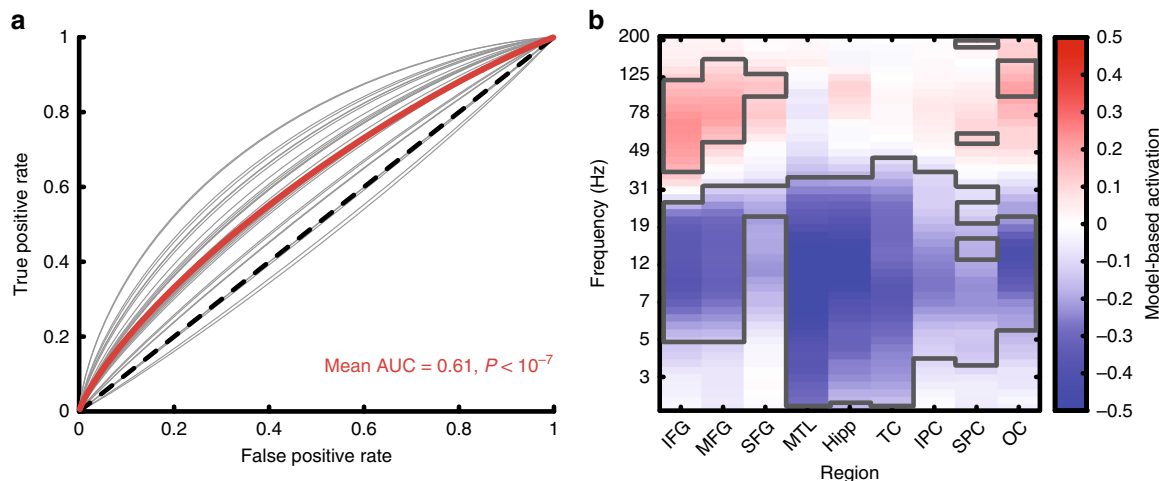 a
1
0.8
0.6
0.4
0.2
0
0 0.2 0.4 0.6 0.8 1
True positive rate
False positive rate
Mean AUC = 0.61, P < 10⁻⁷
b
200
125
78
49
31
19
12
7
5
3
Frequency (Hz)
IFG MFG SFG MTL Hipp TC IPC SPC OC
Region
0.5
0.4
0.3
0.2
0.1
0
–0.1
–0.2
–0.3
–0.4
–0.5
Model-based activation